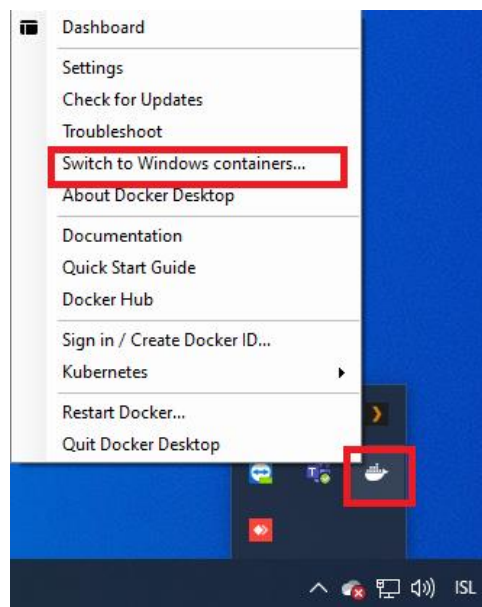 Dashboard
Settings
Check for Updates
Troubleshoot
Switch to Windows containers...
About Docker Desktop
Documentation
Quick Start Guide
Docker Hub
Sign in / Create Docker ID...
Kubernetes
Restart Docker...
Quit Docker Desktop
ISL